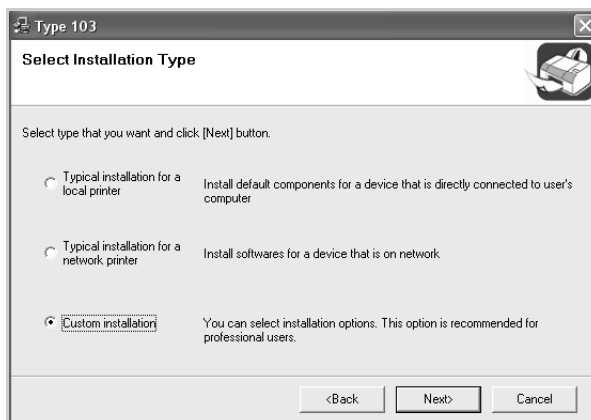 Type 103
Select Installation Type
Select type that you want and click [Next] button.
Typical installation for a
local printer
Install default components for a device that is directly connected to user's
computer
Typical installation for a
network printer
Install softwares for a device that is on network
Custom installation
You can select installation options. This option is recommended for
professional users.
<Back
Next>
Cancel